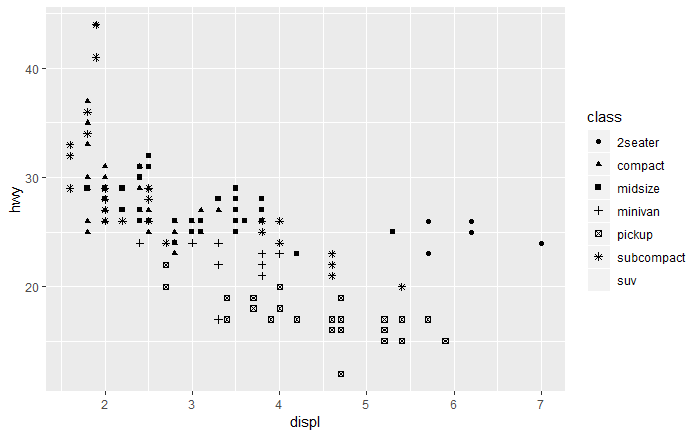 40
30
20
hwy
2
3
4
5
6
7
displ
class
2seater
compact
midsize
minivan
pickup
subcompact
suv